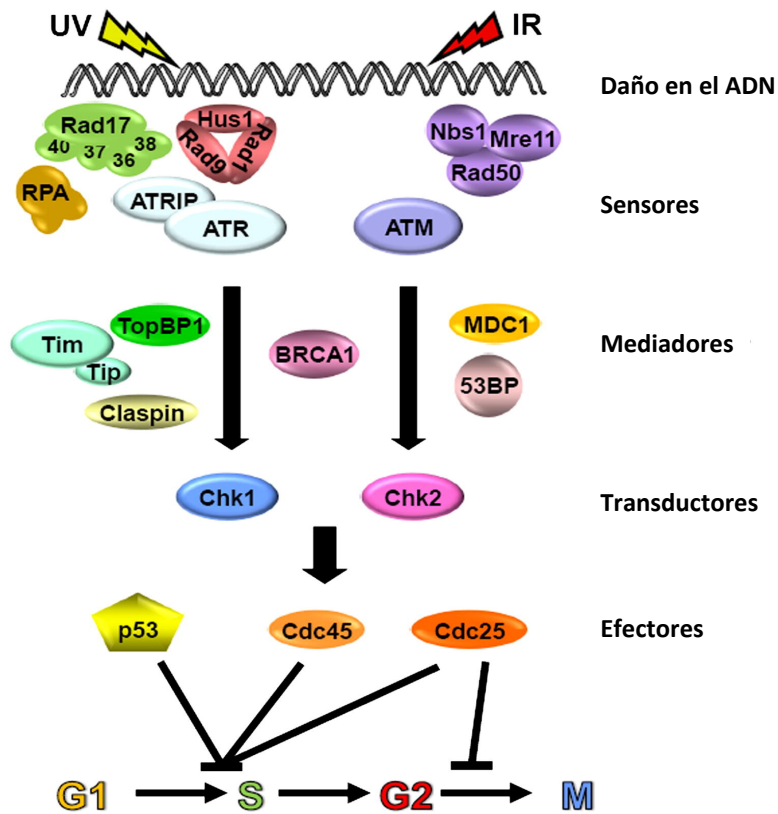 UV
IR
Daño en el ADN
Rad17
40
37
36
38
Hus1
Rad9
Rad1
Nbs1
Mre11
Rad50
RPA
ATRIP
ATR
ATM
Sensores
Tim
Tip
TopBP1
Claspin
BRCA1
MDC1
53BP
Mediadores
Chk1
Chk2
Transductores
p53
Cdc45
Cdc25
Efectores
G1
S
G2
M